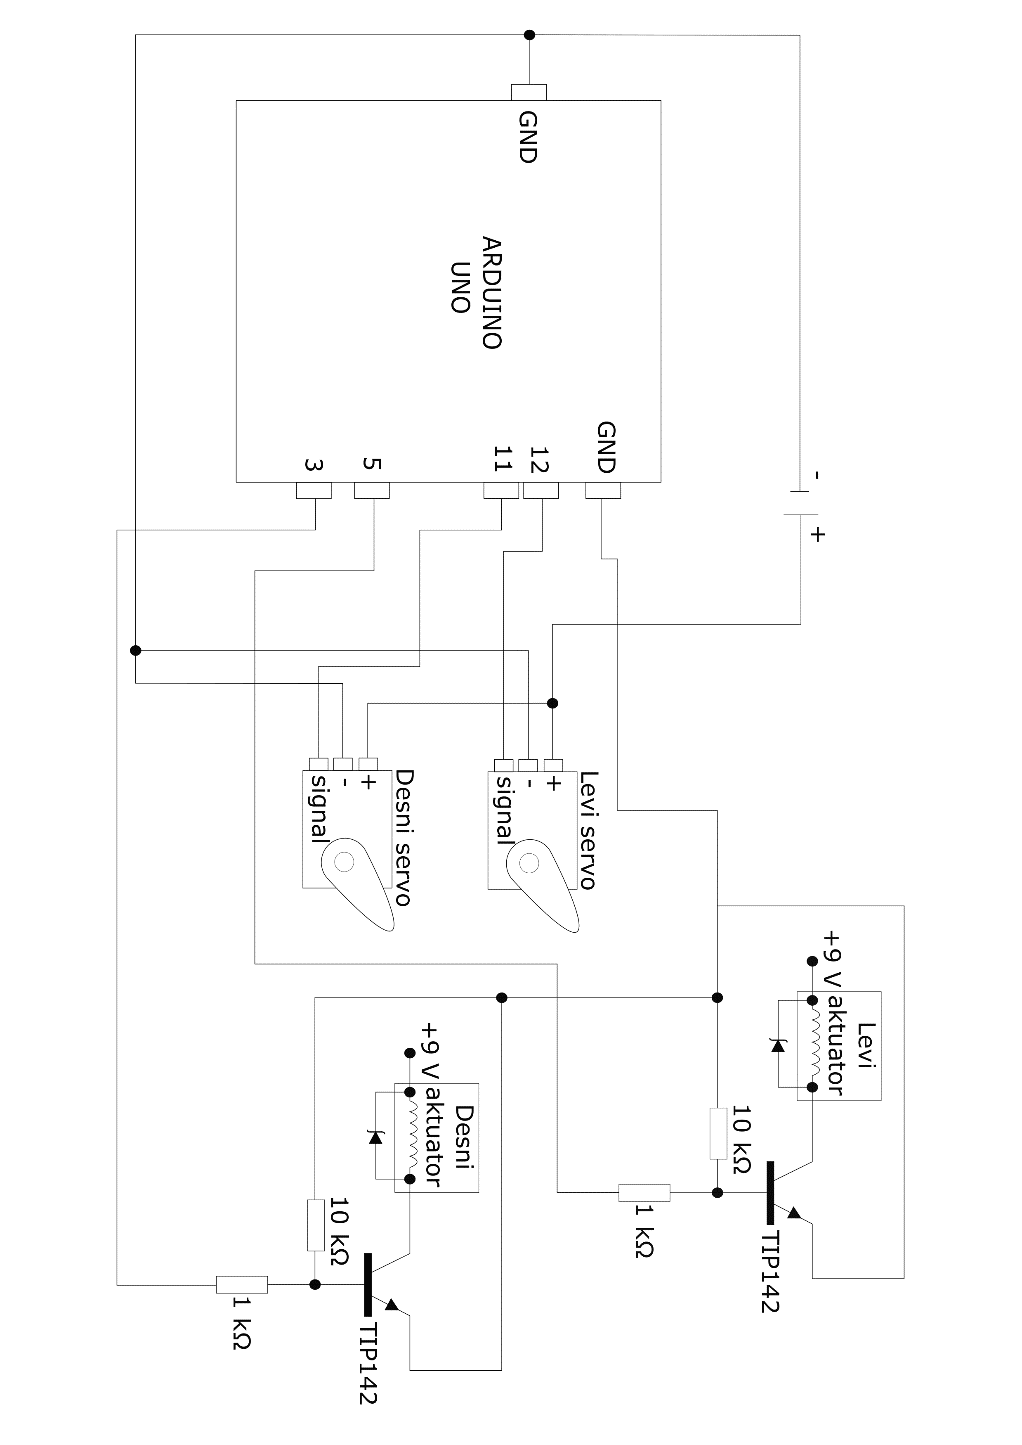 GND
ARDUINO
UNO
GND
12
11
5
3
-
+
Levi servo
+
-
signal
Desni servo
+
-
signal
+9 V
Levi
aktuator
10 kΩ
1 kΩ
TIP142
+9 V
Desni
aktuator
10 kΩ
1 kΩ
TIP142